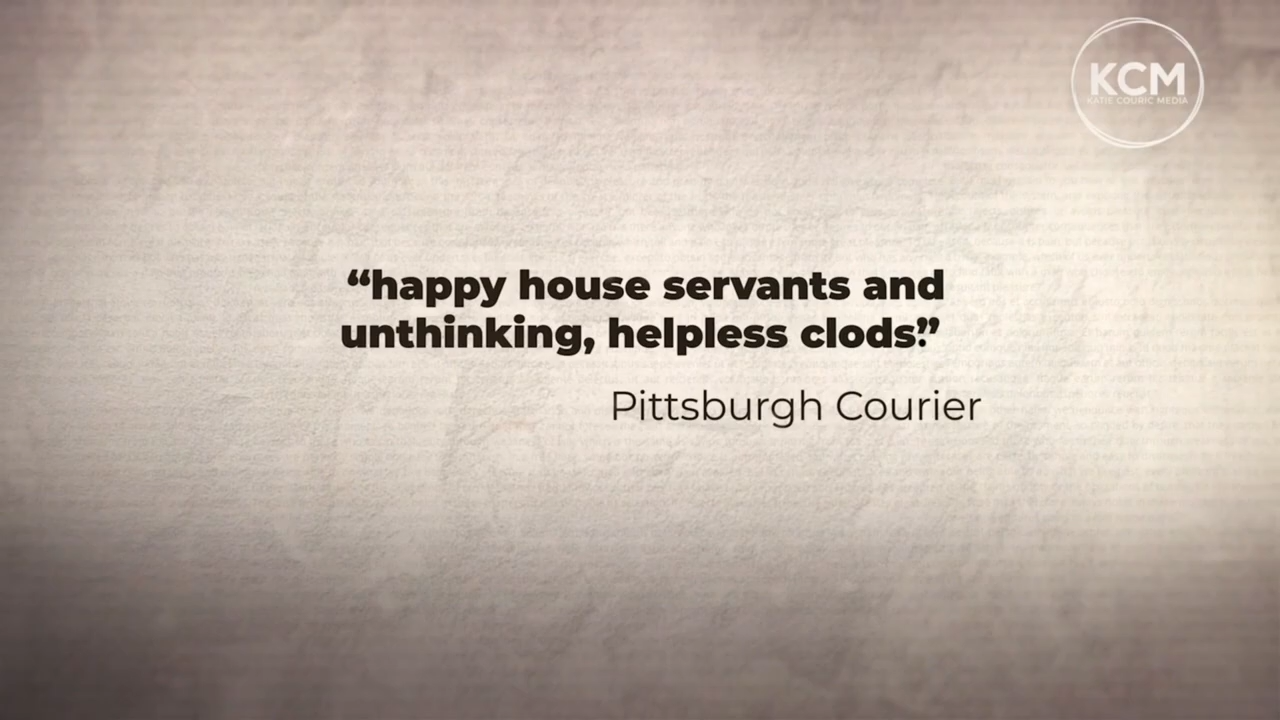 KCM
KATIE COURIC MEDIA
“happy house servants and
unthinking, helpless clods.”
Pittsburgh Courier